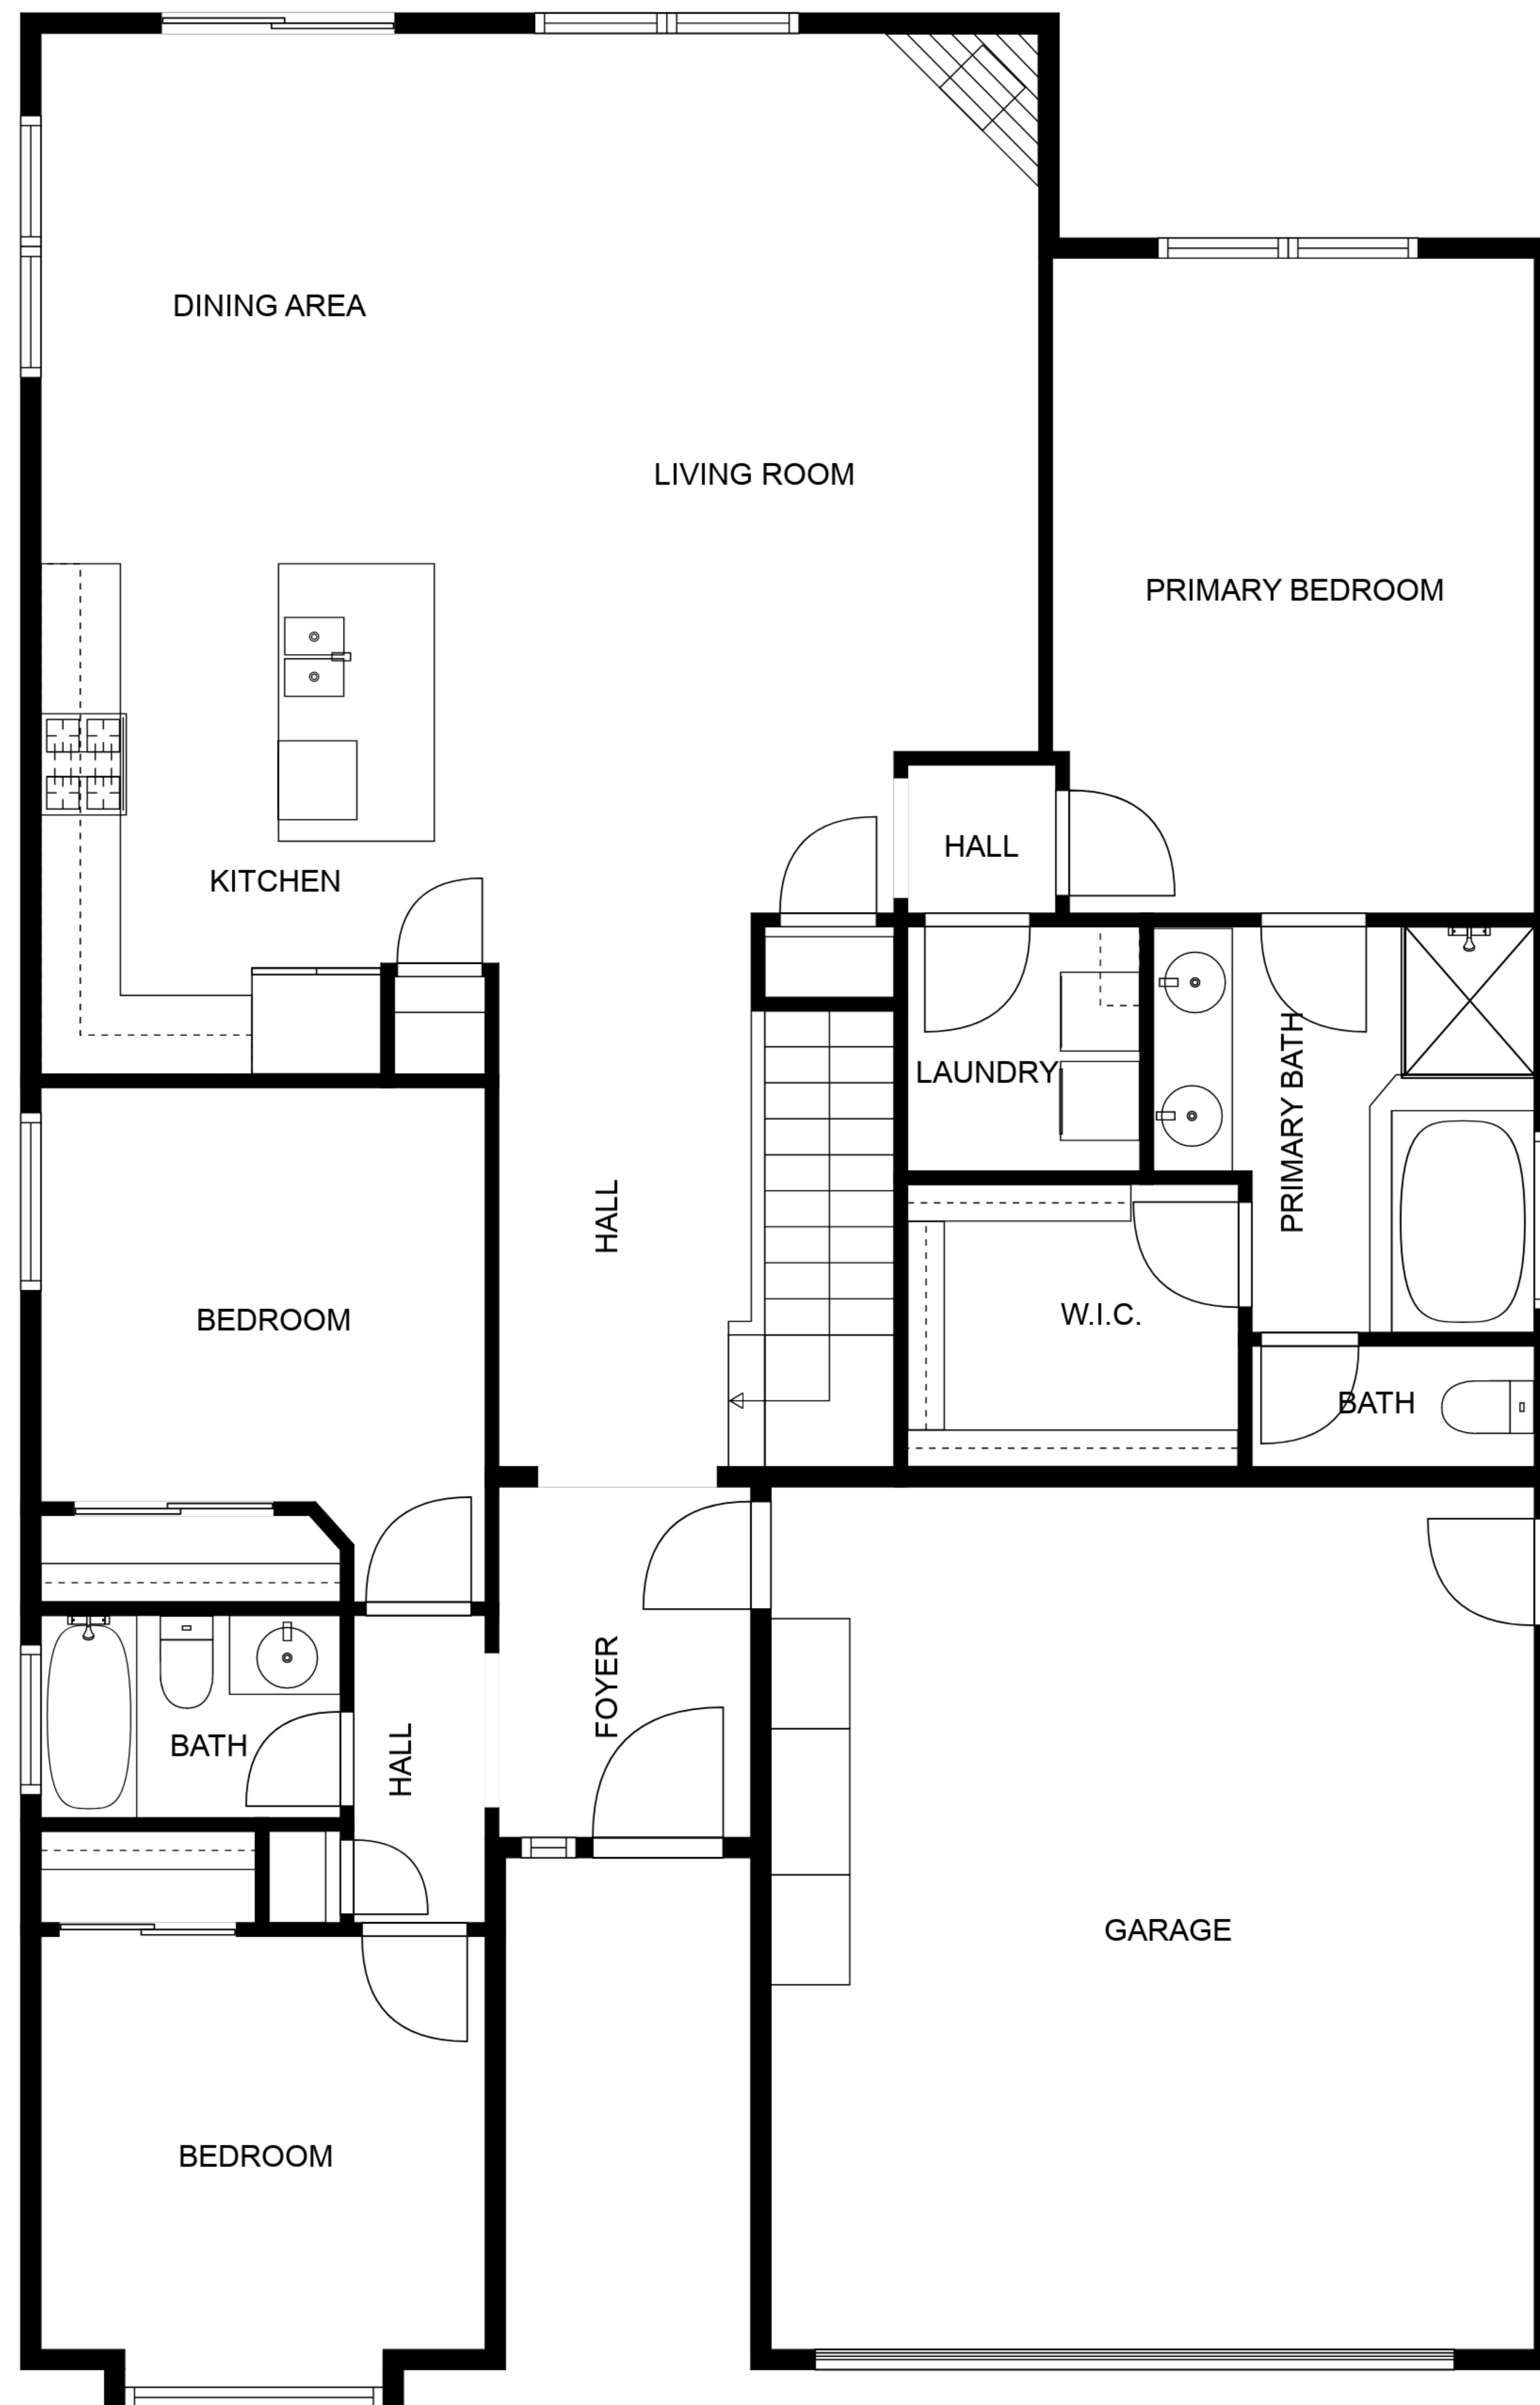 DINING AREA
LIVING ROOM
PRIMARY BEDROOM
HALL
KITCHEN
LAUNDRY
PRIMARY BATH
HALL
BEDROOM
W.I.C.
BATH
FOYER
BATH
HALL
GARAGE
BEDROOM